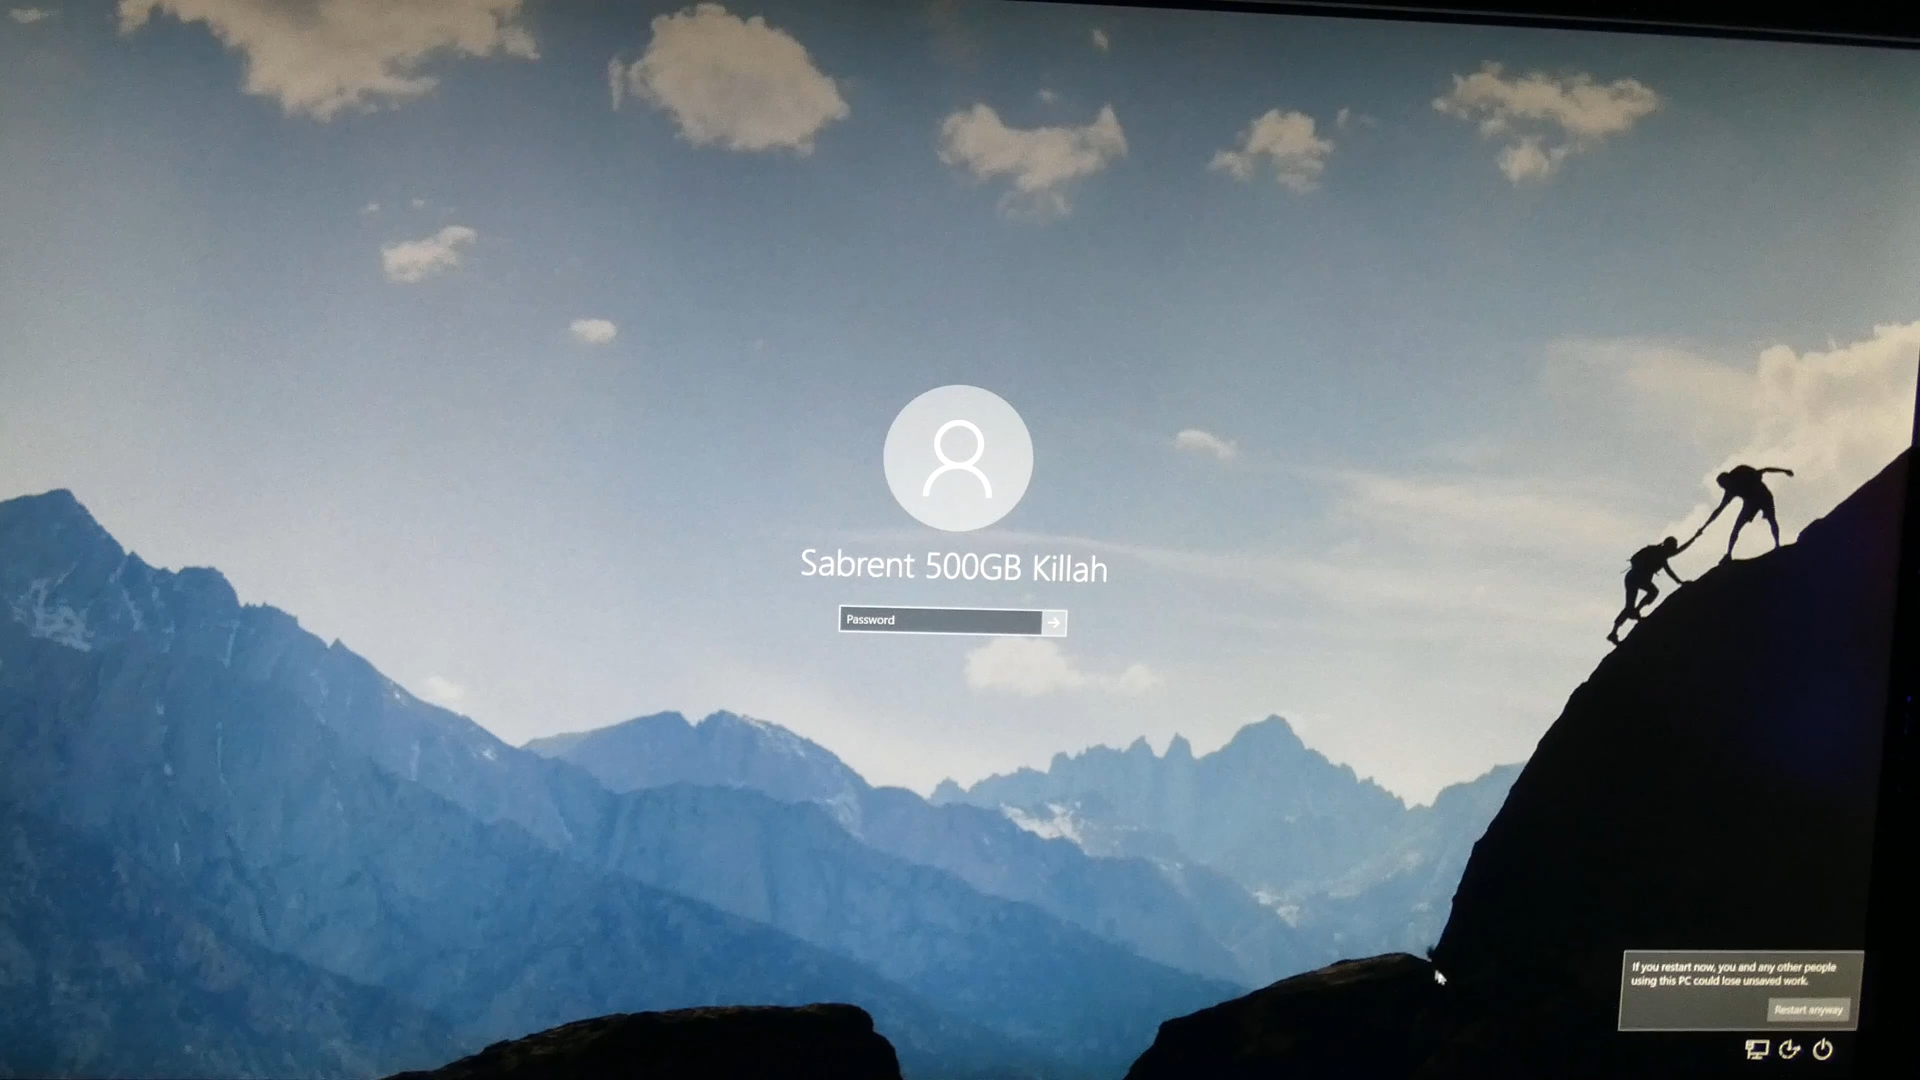 Sabrent 500GB Killah
Password
If you restart now, you and any other people
using this PC could lose unsaved work.
Restart anyway